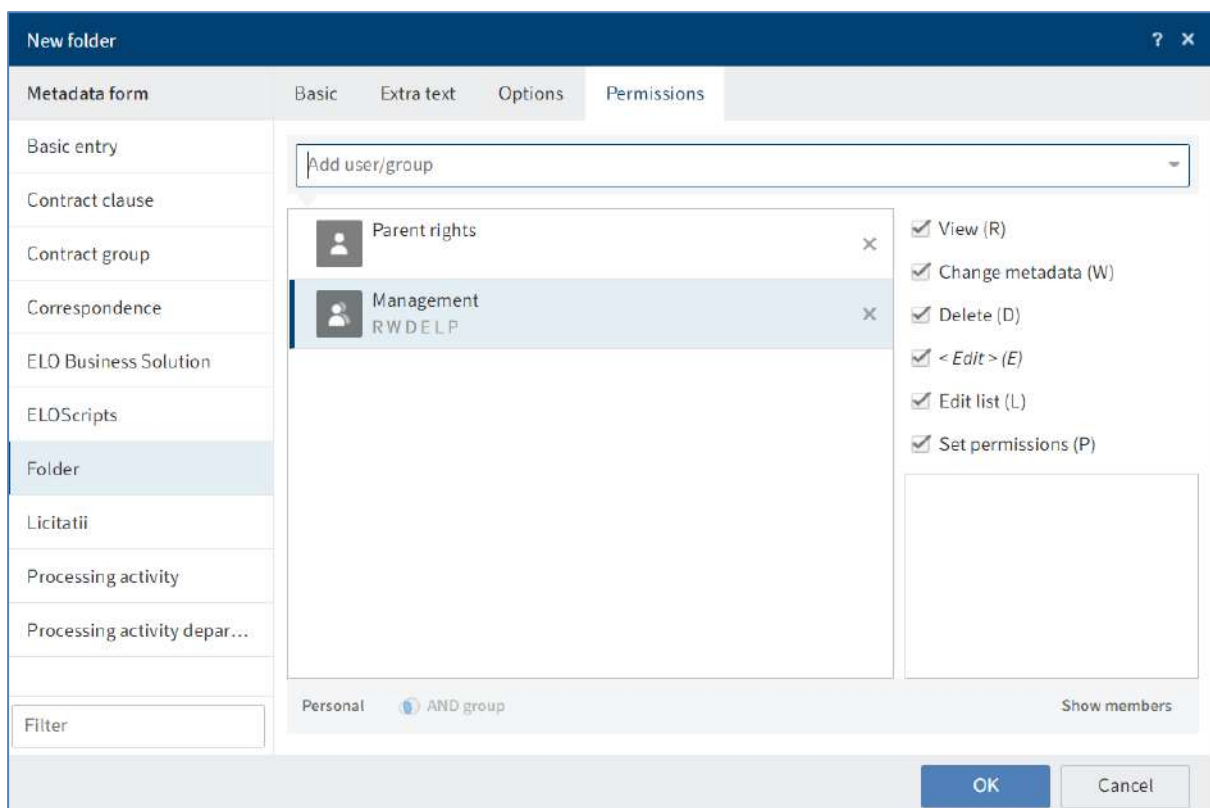 New folder
? ×
Metadata form
Basic Extra text Options Permissions
Basic entry
Contract clause
Contract group
Correspondence
ELO Business Solution
ELOScripts
Folder
Licitatii
Processing activity
Processing activity depar...
Filter
Add user/group
Parent rights
Management
R W D E L P
View (R)
Change metadata (W)
Delete (D)
< Edit > (E)
Edit list (L)
Set permissions (P)
Personal AND group Show members
OK Cancel